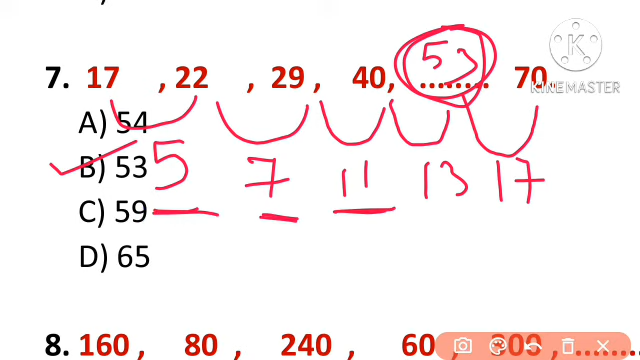 53
7. 17 , 22 , 29 , 40, ........ 70.
KINEMASTER
A) 54
B) 53
5 7 11 13 17
C) 59
D) 65
8. 160 , 80 , 240 , 60 , 300 , .......